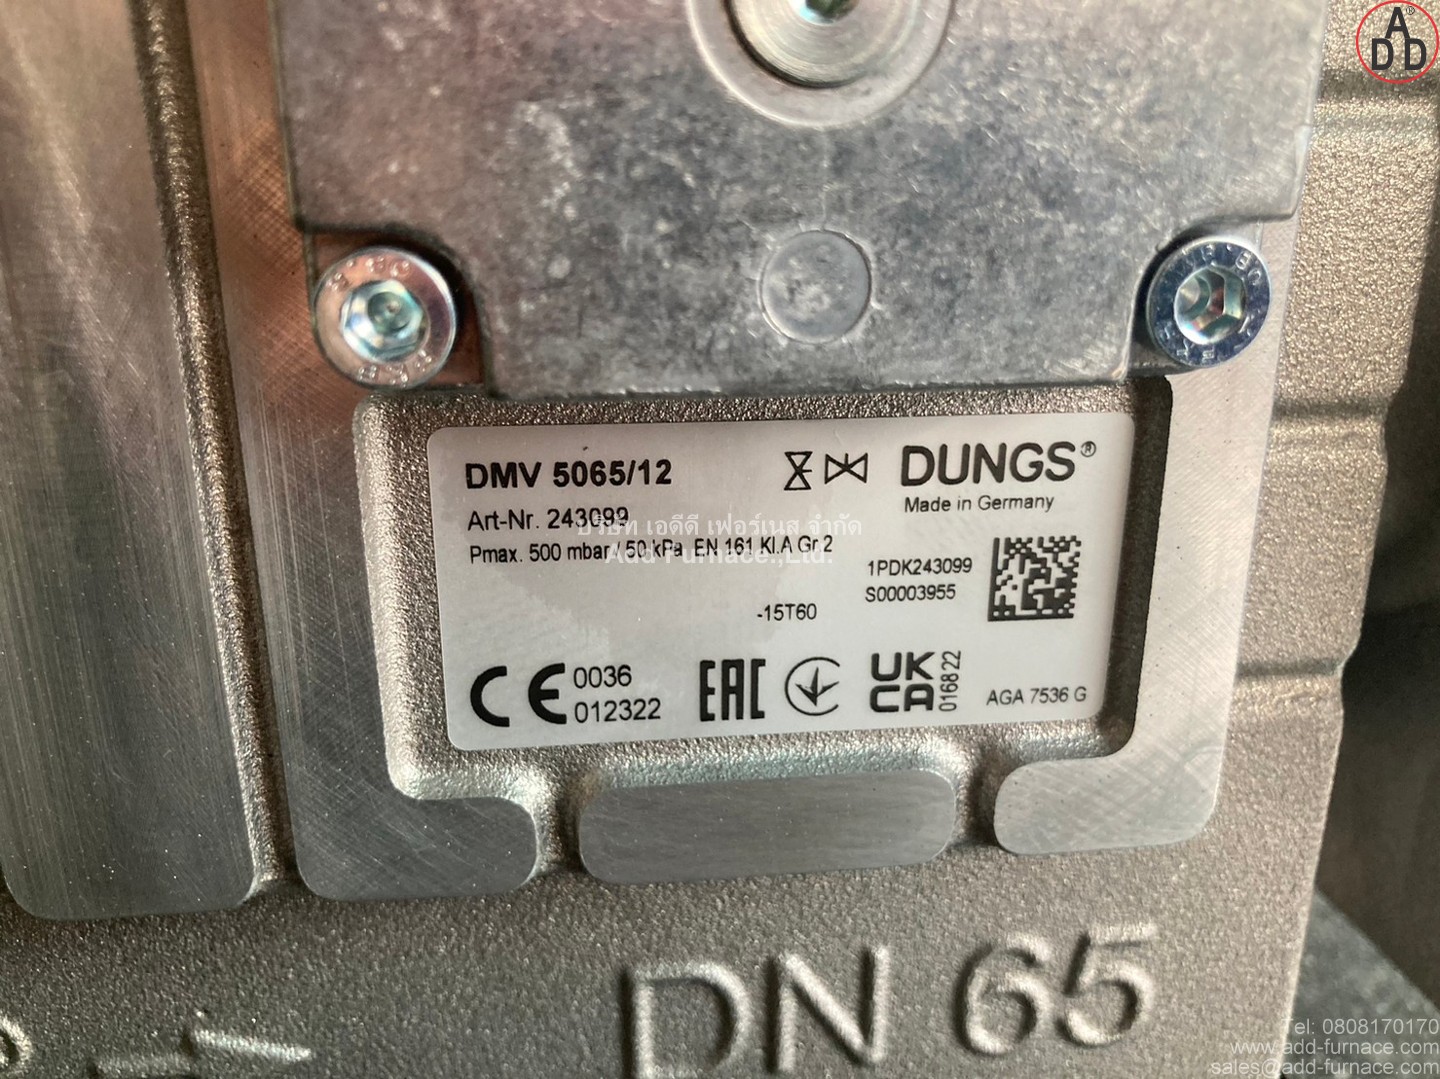 ADD®
DMV 5065/12
DUNGS®
Made in Germany
Art-Nr. 243099
บริษัท เอดีดี เฟอร์เนส จำกัด
Pmax. 500 mbar / 50 kPa EN 161 Kl.A Gr 2
Add Furnace.,Ltd.
1PDK243099
S00003955
-15T60
CE 0036
012322
EAC
UK
CA
016822
AGA 7536 G
DN 65
Tel: 0808170170
www.add-furnace.com
sales@add-furnace.com